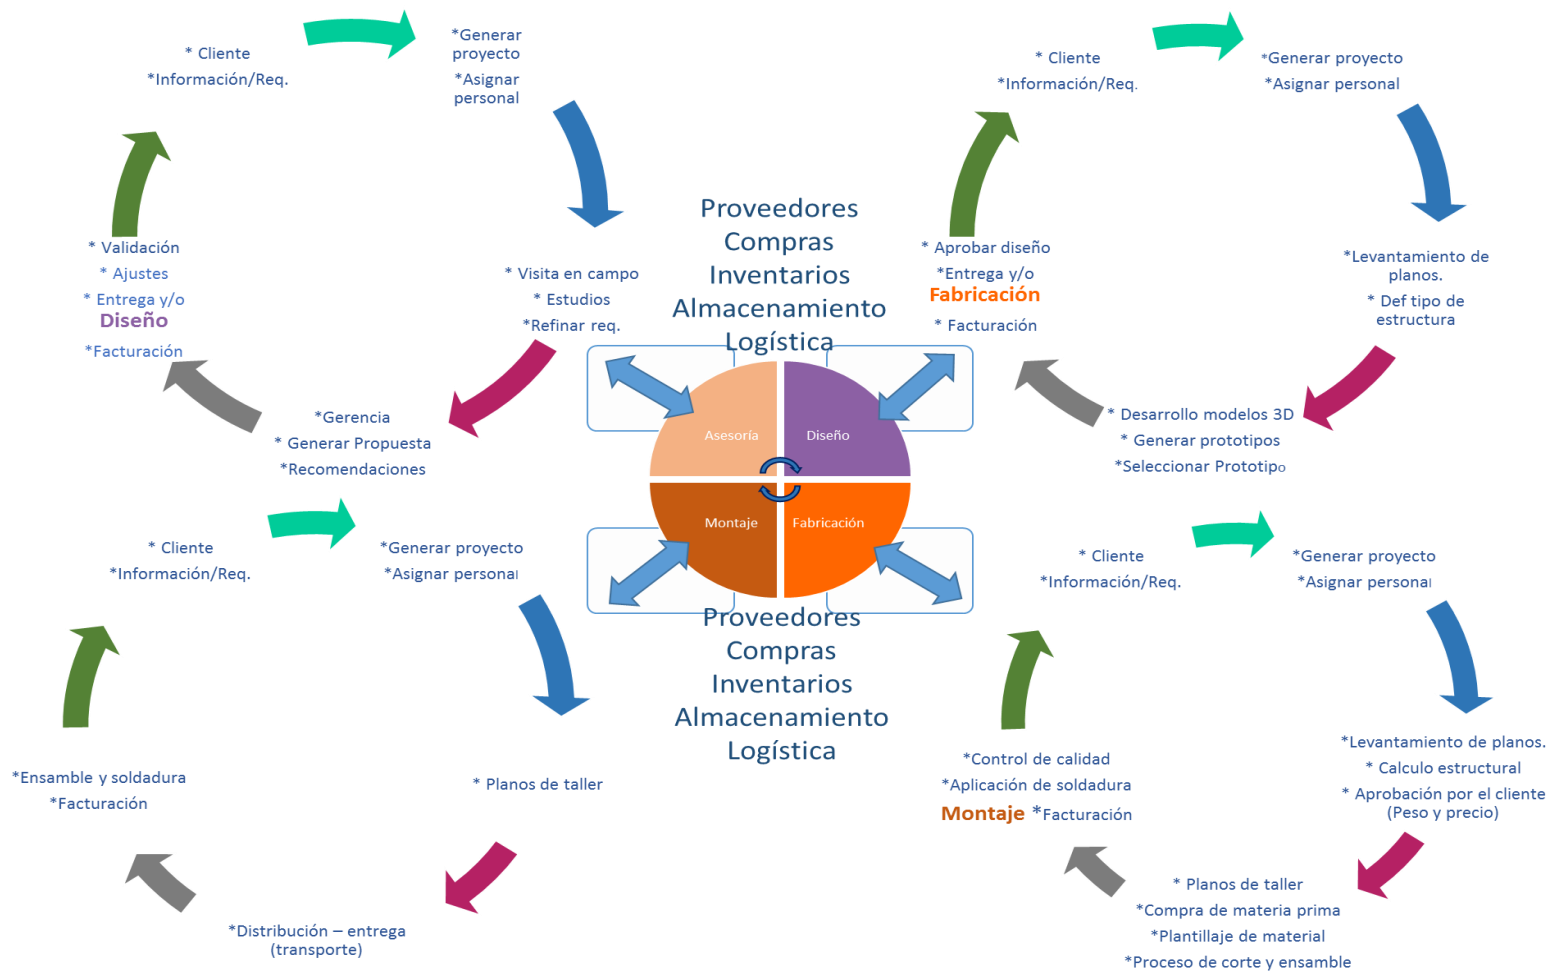 * Cliente
*Información/Req.
*Generar
proyecto
*Asignar
personal
* Visita en campo
* Estudios
*Refinar req.
*Gerencia
* Generar Propuesta
*Recomendaciones
* Validación
* Ajustes
* Entrega y/o
Diseño
*Facturación
* Cliente
*Información/Req.
*Generar proyecto
*Asignar personal
*Levantamiento de
planos.
* Def tipo de
estructura
* Desarrollo modelos 3D
* Generar prototipos
*Seleccionar Prototipo
* Aprobar diseño
*Entrega y/o
Fabricación
* Facturación
Proveedores
Compras
Inventarios
Almacenamiento
Logística
Asesoría
Diseño
Montaje
Fabricación
Proveedores
Compras
Inventarios
Almacenamiento
Logística
* Cliente
*Información/Req.
*Generar proyecto
*Asignar personal
* Planos de taller
*Distribución – entrega
(transporte)
*Ensamble y soldadura
*Facturación
* Cliente
*Información/Req.
*Generar proyecto
*Asignar personal
*Levantamiento de planos.
* Calculo estructural
* Aprobación por el cliente
(Peso y precio)
* Planos de taller
*Compra de materia prima
*Plantillaje de material
*Proceso de corte y ensamble
*Control de calidad
*Aplicación de soldadura
Montaje *Facturación